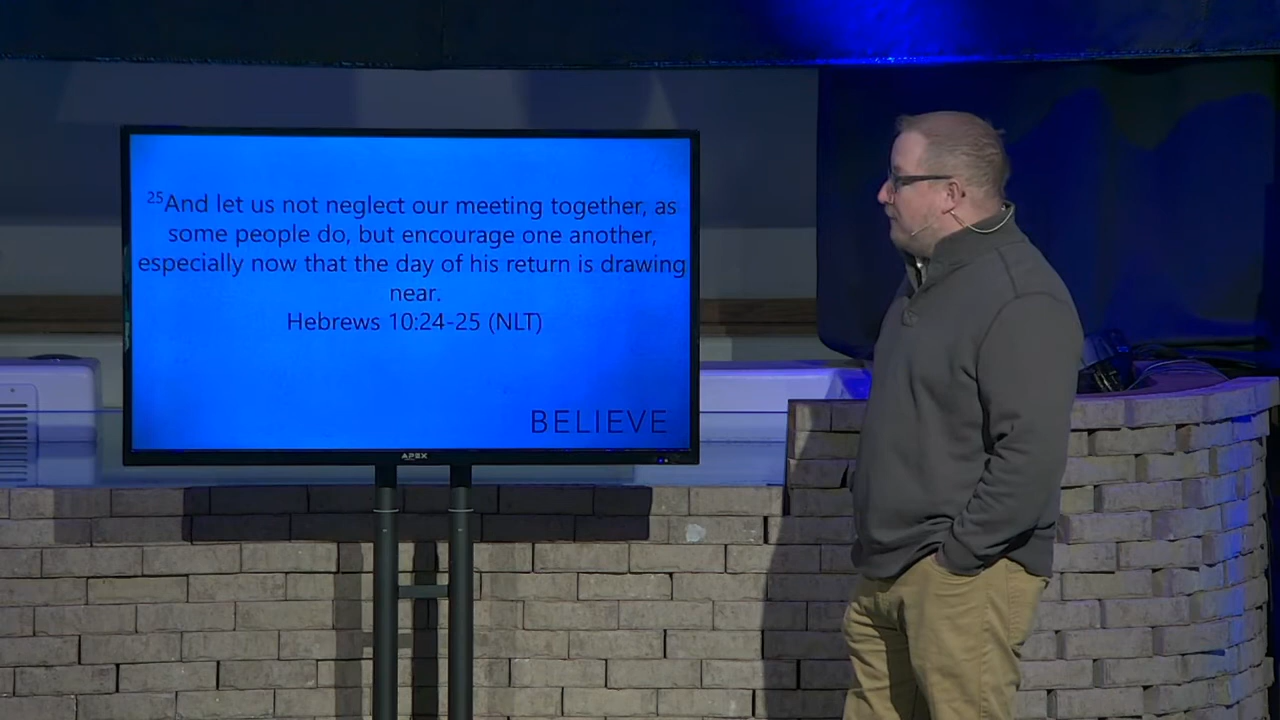 25And let us not neglect our meeting together, as
some people do, but encourage one another,
especially now that the day of his return is drawing
near.
Hebrews 10:24-25 (NLT)
BELIEVE
APEX